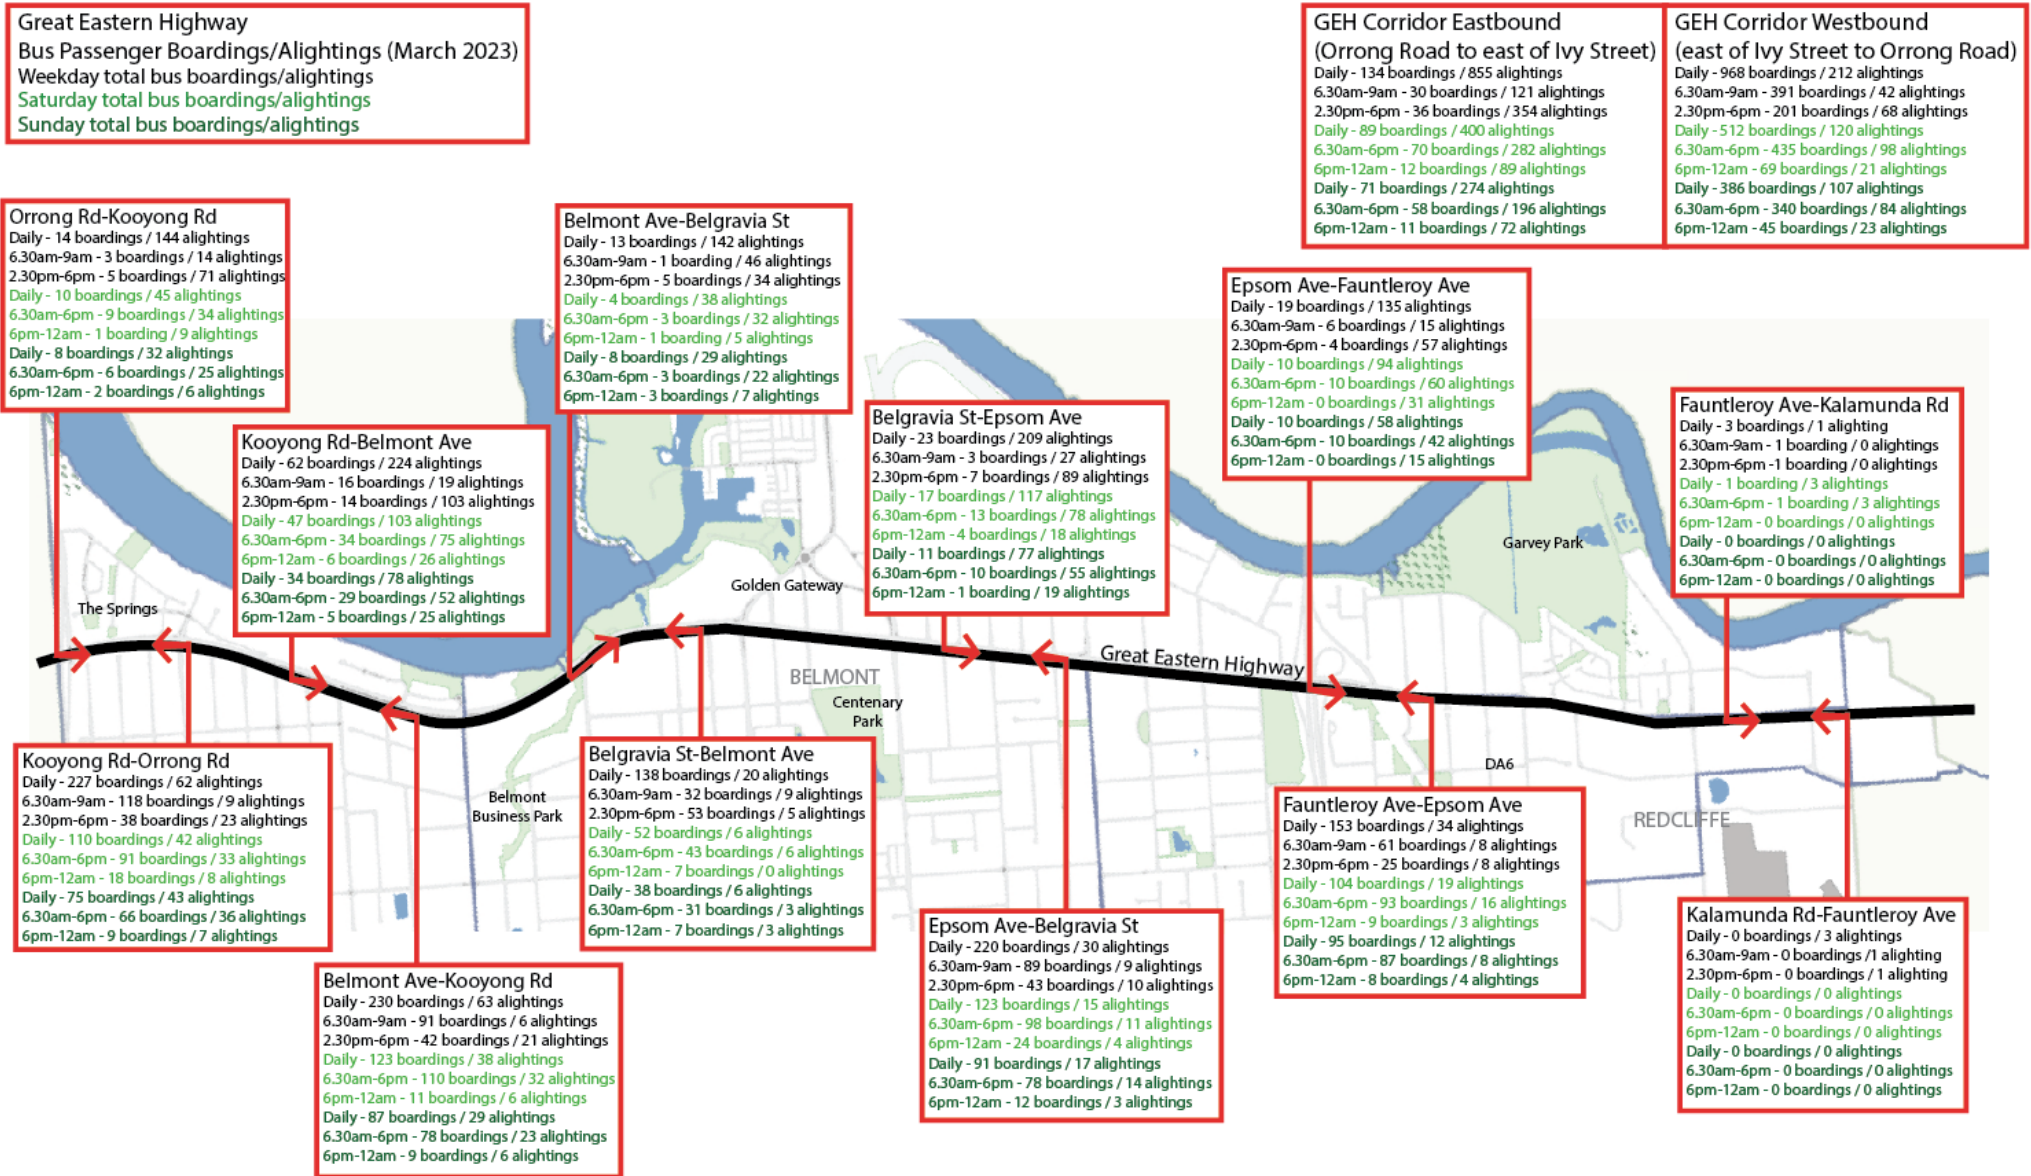 Great Eastern Highway
Bus Passenger Boardings/Alightings (March 2023)
Weekday total bus boardings/alightings
Saturday total bus boardings/alightings
Sunday total bus boardings/alightings
GEH Corridor Eastbound
(Orrong Road to east of Ivy Street)
Daily - 134 boardings / 855 alightings
6.30am-9am - 30 boardings / 121 alightings
2.30pm-6pm - 36 boardings / 354 alightings
Daily - 89 boardings / 400 alightings
6.30am-6pm - 70 boardings / 282 alightings
6pm-12am - 12 boardings / 89 alightings
Daily - 71 boardings / 274 alightings
6.30am-6pm - 58 boardings / 196 alightings
6pm-12am - 11 boardings / 72 alightings
GEH Corridor Westbound
(east of Ivy Street to Orrong Road)
Daily - 968 boardings / 212 alightings
6.30am-9am - 391 boardings / 42 alightings
2.30pm-6pm - 201 boardings / 68 alightings
Daily - 512 boardings / 120 alightings
6.30am-6pm - 435 boardings / 98 alightings
6pm-12am - 69 boardings / 21 alightings
Daily - 386 boardings / 107 alightings
6.30am-6pm - 340 boardings / 84 alightings
6pm-12am - 45 boardings / 23 alightings
Orrong Rd-Kooyong Rd
Daily - 14 boardings / 144 alightings
6.30am-9am - 3 boardings / 14 alightings
2.30pm-6pm - 5 boardings / 71 alightings
Daily - 10 boardings / 45 alightings
6.30am-6pm - 9 boardings / 34 alightings
6pm-12am - 1 boarding / 9 alightings
Daily - 8 boardings / 32 alightings
6.30am-6pm - 6 boardings / 25 alightings
6pm-12am - 2 boardings / 6 alightings
Belmont Ave-Belgravia St
Daily - 13 boardings / 142 alightings
6.30am-9am - 1 boarding / 46 alightings
2.30pm-6pm - 5 boardings / 34 alightings
Daily - 4 boardings / 38 alightings
6.30am-6pm - 3 boardings / 32 alightings
6pm-12am - 1 boarding / 5 alightings
Daily - 8 boardings / 29 alightings
6.30am-6pm - 3 boardings / 22 alightings
6pm-12am - 3 boardings / 7 alightings
Epsom Ave-Fauntleroy Ave
Daily - 19 boardings / 135 alightings
6.30am-9am - 6 boardings / 15 alightings
2.30pm-6pm - 4 boardings / 57 alightings
Daily - 10 boardings / 94 alightings
6.30am-6pm - 10 boardings / 60 alightings
6pm-12am - 0 boardings / 31 alightings
Daily - 10 boardings / 58 alightings
6.30am-6pm - 10 boardings / 42 alightings
6pm-12am - 0 boardings / 15 alightings
Fauntleroy Ave-Kalamunda Rd
Daily - 3 boardings / 1 alighting
6.30am-9am - 1 boarding / 0 alightings
2.30pm-6pm -1 boarding / 0 alightings
Daily - 1 boarding / 3 alightings
6.30am-6pm - 1 boarding / 3 alightings
6pm-12am - 0 boardings / 0 alightings
Daily - 0 boardings / 0 alightings
6.30am-6pm - 0 boardings / 0 alightings
6pm-12am - 0 boardings / 0 alightings
Kooyong Rd-Belmont Ave
Daily - 62 boardings / 224 alightings
6.30am-9am - 16 boardings / 19 alightings
2.30pm-6pm - 14 boardings / 103 alightings
Daily - 47 boardings / 103 alightings
6.30am-6pm - 34 boardings / 75 alightings
6pm-12am - 6 boardings / 26 alightings
Daily - 34 boardings / 78 alightings
6.30am-6pm - 29 boardings / 52 alightings
6pm-12am - 5 boardings / 25 alightings
Belgravia St-Epsom Ave
Daily - 23 boardings / 209 alightings
6.30am-9am - 3 boardings / 27 alightings
2.30pm-6pm - 7 boardings / 89 alightings
Daily - 17 boardings / 117 alightings
6.30am-6pm - 13 boardings / 78 alightings
6pm-12am - 4 boardings / 18 alightings
Daily - 11 boardings / 77 alightings
6.30am-6pm - 10 boardings / 55 alightings
6pm-12am - 1 boarding / 19 alightings
Garvey Park
Golden Gateway
The Springs
Great Eastern Highway
BELMONT
Centenary
Park
Belmont
Business Park
DA6
REDCLIFFE
Kooyong Rd-Orrong Rd
Daily - 227 boardings / 62 alightings
6.30am-9am - 118 boardings / 9 alightings
2.30pm-6pm - 38 boardings / 23 alightings
Daily - 110 boardings / 42 alightings
6.30am-6pm - 91 boardings / 33 alightings
6pm-12am - 18 boardings / 8 alightings
Daily - 75 boardings / 43 alightings
6.30am-6pm - 66 boardings / 36 alightings
6pm-12am - 9 boardings / 7 alightings
Belgravia St-Belmont Ave
Daily - 138 boardings / 20 alightings
6.30am-9am - 32 boardings / 9 alightings
2.30pm-6pm - 53 boardings / 5 alightings
Daily - 52 boardings / 6 alightings
6.30am-6pm - 43 boardings / 6 alightings
6pm-12am - 7 boardings / 0 alightings
Daily - 38 boardings / 6 alightings
6.30am-6pm - 31 boardings / 3 alightings
6pm-12am - 7 boardings / 3 alightings
Fauntleroy Ave-Epsom Ave
Daily - 153 boardings / 34 alightings
6.30am-9am - 61 boardings / 8 alightings
2.30pm-6pm - 25 boardings / 8 alightings
Daily - 104 boardings / 19 alightings
6.30am-6pm - 93 boardings / 16 alightings
6pm-12am - 9 boardings / 3 alightings
Daily - 95 boardings / 12 alightings
6.30am-6pm - 87 boardings / 8 alightings
6pm-12am - 8 boardings / 4 alightings
Kalamunda Rd-Fauntleroy Ave
Daily - 0 boardings / 3 alightings
6.30am-9am - 0 boardings /1 alighting
2.30pm-6pm - 0 boardings / 1 alighting
Daily - 0 boardings / 0 alightings
6.30am-6pm - 0 boardings / 0 alightings
6pm-12am - 0 boardings / 0 alightings
Daily - 0 boardings / 0 alightings
6.30am-6pm - 0 boardings / 0 alightings
6pm-12am - 0 boardings / 0 alightings
Epsom Ave-Belgravia St
Daily - 220 boardings / 30 alightings
6.30am-9am - 89 boardings / 9 alightings
2.30pm-6pm - 43 boardings / 10 alightings
Daily - 123 boardings / 15 alightings
6.30am-6pm - 98 boardings / 11 alightings
6pm-12am - 24 boardings / 4 alightings
Daily - 91 boardings / 17 alightings
6.30am-6pm - 78 boardings / 14 alightings
6pm-12am - 12 boardings / 3 alightings
Belmont Ave-Kooyong Rd
Daily - 230 boardings / 63 alightings
6.30am-9am - 91 boardings / 6 alightings
2.30pm-6pm - 42 boardings / 21 alightings
Daily - 123 boardings / 38 alightings
6.30am-6pm - 110 boardings / 32 alightings
6pm-12am - 11 boardings / 6 alightings
Daily - 87 boardings / 29 alightings
6.30am-6pm - 78 boardings / 23 alightings
6pm-12am - 9 boardings / 6 alightings